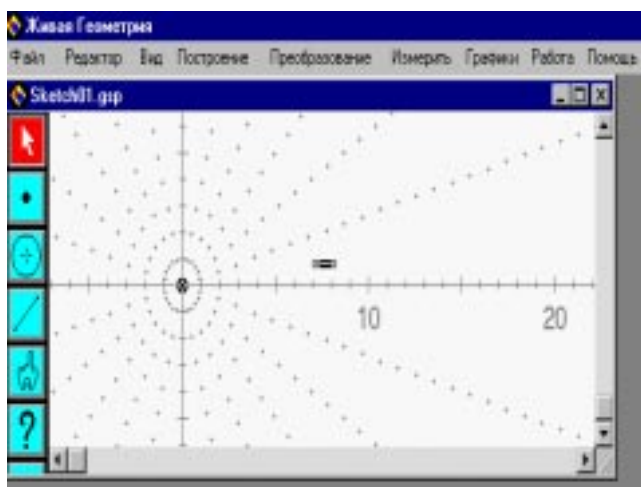 Живая Геометрия
Файл Редактор Вид Построение Преобразование Измерить Графики Работа Помощь
Sketch01.gsp
10 20
?